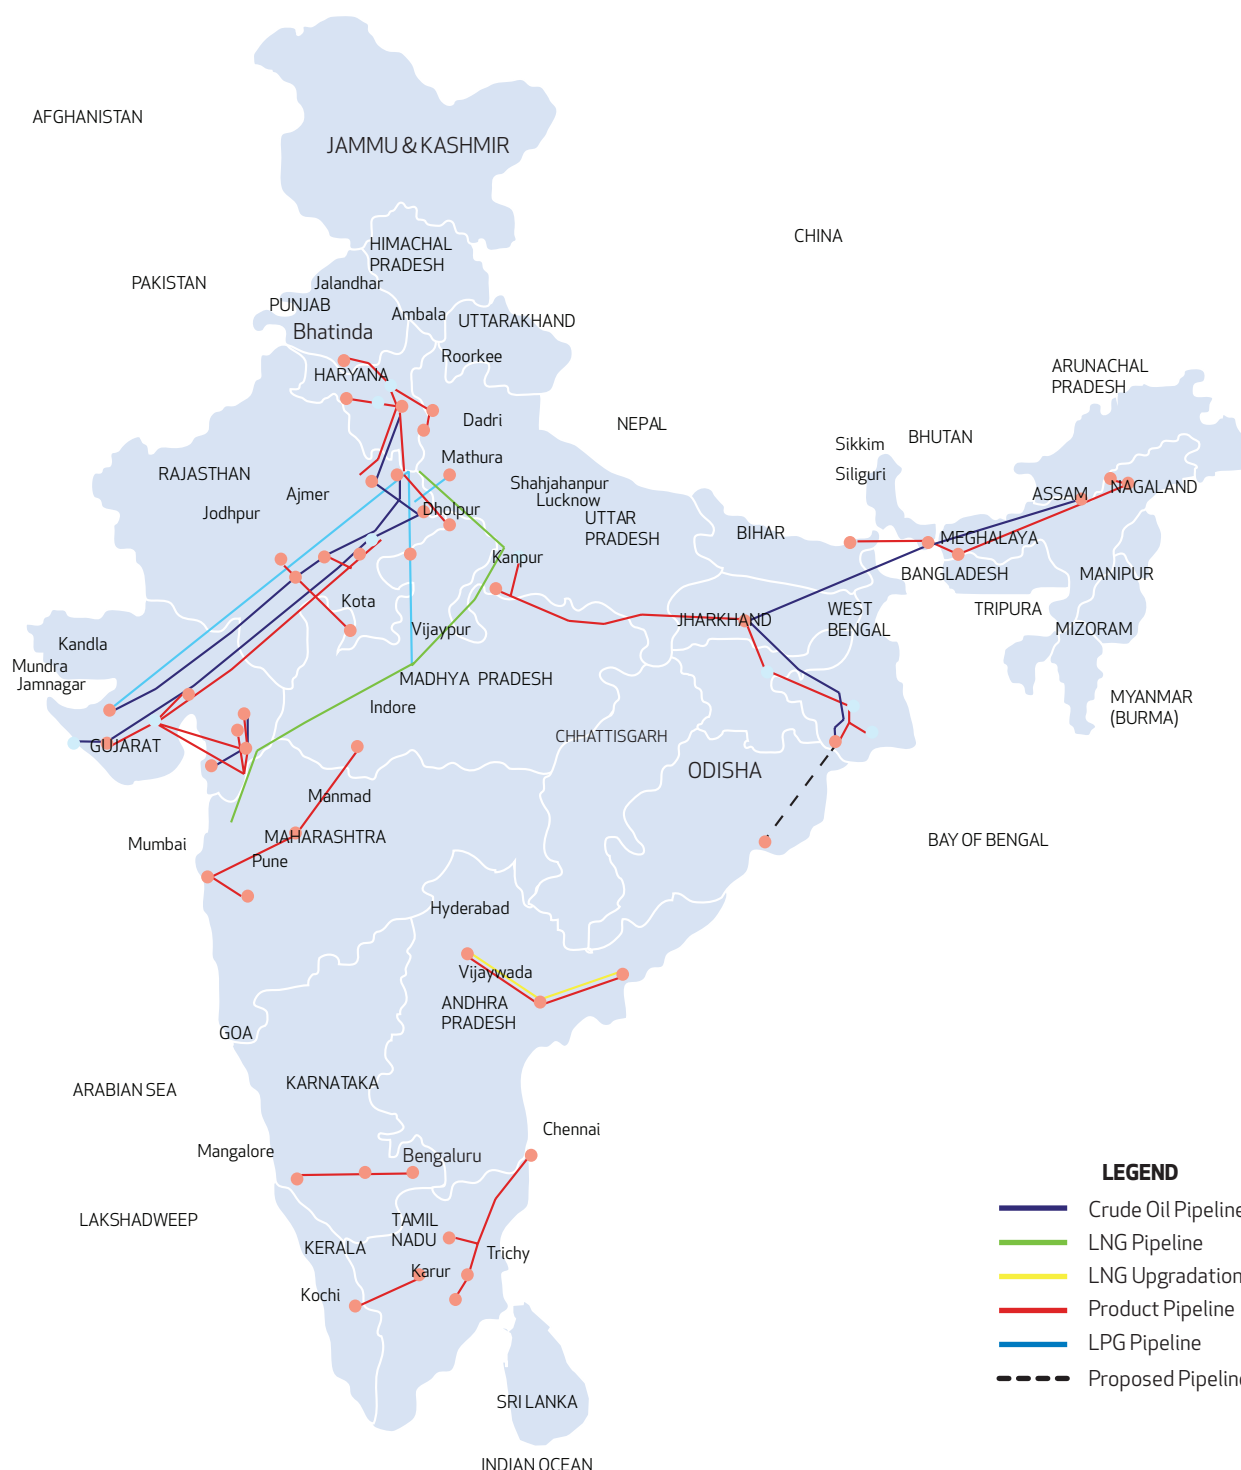 AFGHANISTAN
JAMMU & KASHMIR
CHINA
HIMACHAL
PRADESH
PAKISTAN
Jalandhar
PUNJAB
Ambala
UTTARAKHAND
Bhatinda
Roorkee
HARYANA
ARUNACHAL
PRADESH
Dadri
NEPAL
Sikkim
BHUTAN
Mathura
RAJASTHAN
Siliguri
Shahjahanpur
Ajmer
Lucknow
ASSAM
NAGALAND
Jodhpur
Dholpur
UTTAR
PRADESH
BIHAR
MEGHALAYA
Kanpur
BANGLADESH
MANIPUR
Kota
WEST
BENGAL
TRIPURA
JHARKHAND
Vijaypur
MIZORAM
Kandla
Mundra
Jamnagar
MADHYA PRADESH
MYANMAR
(BURMA)
Indore
GUJARAT
CHHATTISGARH
ODISHA
Manmad
MAHARASHTRA
Mumbai
BAY OF BENGAL
Pune
Hyderabad
Vijaywada
ANDHRA
PRADESH
GOA
ARABIAN SEA
KARNATAKA
Chennai
Mangalore
Bengaluru
LAKSHADWEEP
TAMIL
NADU
KERALA
Trichy
Karur
Kochi
SRI LANKA
INDIAN OCEAN
LEGEND
Crude Oil Pipeline
LNG Pipeline
LNG Upgradation
Product Pipeline
LPG Pipeline
Proposed Pipeline